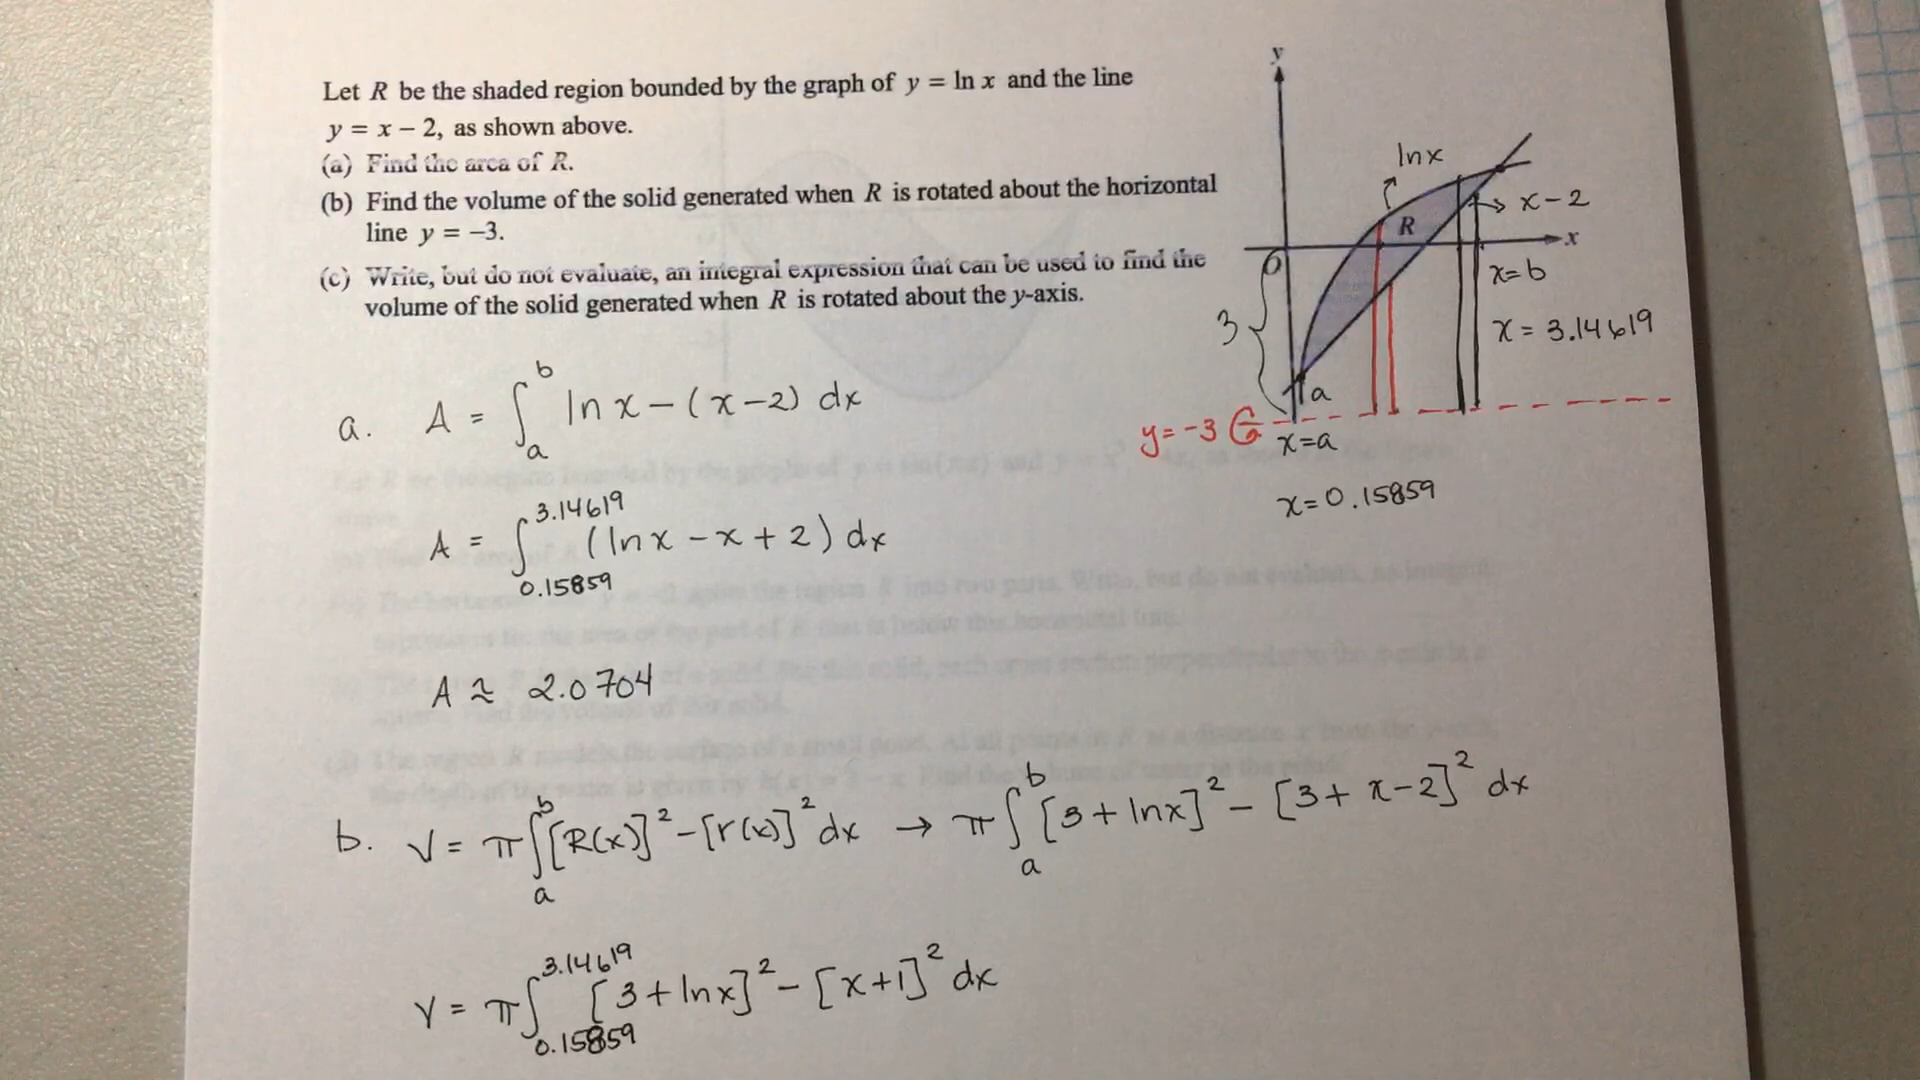 Let R be the shaded region bounded by the graph of y = ln x and the line
y = x − 2, as shown above.
(a) Find the area of R.
(b) Find the volume of the solid generated when R is rotated about the horizontal
line y = −3.
(c) Write, but do not evaluate, an integral expression that can be used to find the
volume of the solid generated when R is rotated about the y-axis.
y
ln x
x − 2
R
x
O
x = b
3
x = 3.14619
a
y = -3
x = a
x = 0.15859
a. A = ∫_a^b ln x − (x − 2) dx
A = ∫_0.15859^3.14619 (ln x − x + 2) dx
A ≈ 2.0704
b. V = π∫_a^b [R(x)]² − [r(x)]² dx → π∫_a^b [3 + ln x]² − [3 + x − 2]² dx
V = π∫_0.15859^3.14619 [3 + ln x]² − [x + 1]² dx